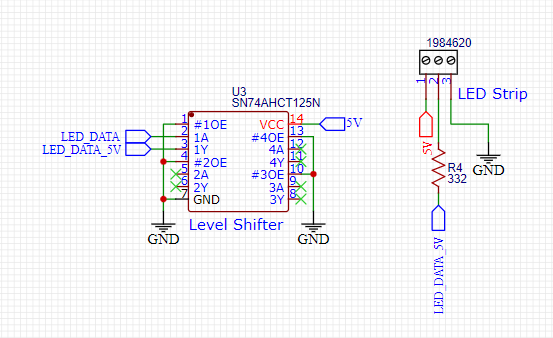 1984620
1
2
3
LED Strip
5V
GND
R4
332
LED_DATA_5V
U3
SN74AHCT125N
1
2
3
4
5
6
7
#1OE
1A
1Y
#2OE
2A
2Y
GND
VCC
#4OE
4A
4Y
#3OE
3A
3Y
14
13
12
11
10
9
8
LED_DATA
LED_DATA_5V
5V
GND
GND
Level Shifter